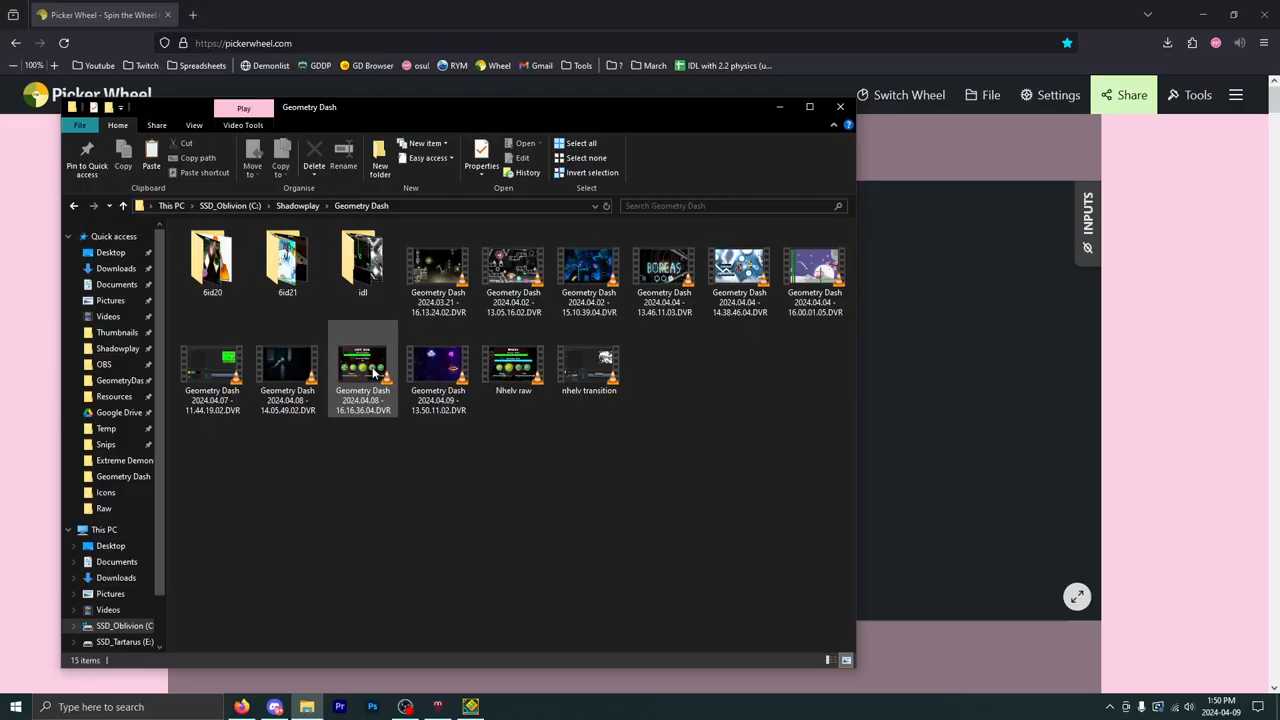 Picker Wheel - Spin the Wheel
https://pickerwheel.com
100% Youtube Twitch Spreadsheets Demonlist GDDP GD Browser osu! RYM Wheel Gmail Tools ? March IDL with 2.2 physics (u...
Picker Wheel Switch Wheel File Settings Share Tools
Play Geometry Dash
File Home Share View Video Tools
Pin to Quick access
Copy
Paste
Cut
Copy path
Paste shortcut
Clipboard
Move to
Copy to
Delete
Rename
Organise
New folder
New item
Easy access
New
Properties
Open
Edit
History
Open
Select all
Select none
Invert selection
Select
This PC > SSD_Oblivion (C:) > Shadowplay > Geometry Dash
Search Geometry Dash
INPUTS
Quick access
Desktop
Downloads
Documents
Pictures
Videos
Thumbnails
Shadowplay
OBS
GeometryDas
Resources
Google Drive
Temp
Snips
Extreme Demon
Geometry Dash
Icons
Raw
This PC
Desktop
Documents
Downloads
Pictures
Videos
SSD_Oblivion (C
SSD_Tartarus (E:)
6id20
6id21
idl
Geometry Dash
2024.03.21 -
16.13.24.02.DVR
Geometry Dash
2024.04.02 -
13.05.16.02.DVR
Geometry Dash
2024.04.02 -
15.10.39.04.DVR
BOREAS
Geometry Dash
2024.04.04 -
13.46.11.03.DVR
Geometry Dash
2024.04.04 -
14.38.46.04.DVR
Geometry Dash
2024.04.04 -
16.00.01.05.DVR
Geometry Dash
2024.04.07 -
11.44.19.02.DVR
Geometry Dash
2024.04.08 -
14.05.49.02.DVR
Geometry Dash
2024.04.08 -
16.16.36.04.DVR
Geometry Dash
2024.04.09 -
13.50.11.02.DVR
Nhelv raw
nhelv transition
15 items
Type here to search
Pr
Ps
1:50 PM
2024-04-09